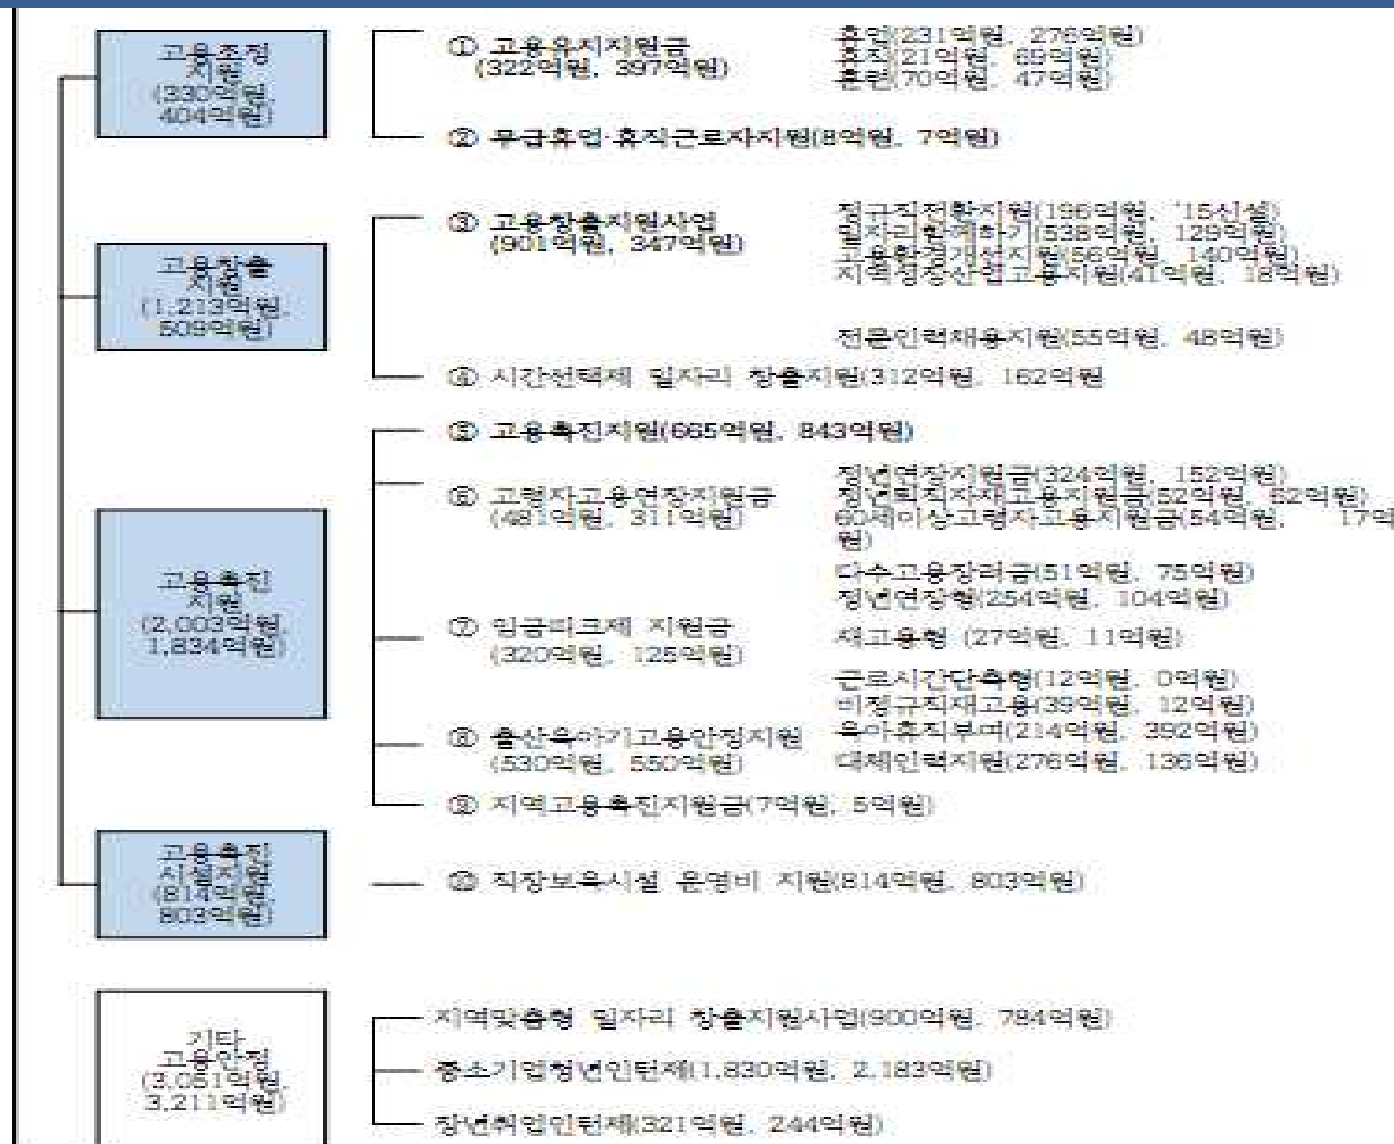 고용조정
지원금
(330억원,
404억원)
① 고용유지지원금
(322억원, 397억원)
휴업(231억원, 276억원)
훈련(70억원, 47억원)
② 무급휴업·휴직근로자지원(8억원, 7억원)
고용창출
지원금
(1,213억원,
509억원)
③ 고용창출지원사업
(901억원, 347억원)
정규직전환지원(196억원, '15신설)
일자리함께하기(538억원, 129억원)
고용환경개선지원(56억원, 140억원)
지역성장산업고용지원(41억원, 18억원)
전문인력채용지원(55억원, 48억원)
④ 시간선택제 일자리 창출지원(312억원, 162억원
고용촉진
지원금
(2,003억원,
1,834억원)
⑤ 고용촉진지원(665억원, 843억원)
⑥ 고령자고용연장지원금
(481억원, 311억원)
정년연장지원금(324억원, 152억원)
정년퇴직자재고용지원금(52억원,
60세이상고령자고용지원금(54억원, 17억
원)
다수고용장려금(51억원, 75억원)
⑦ 임금피크제 지원금
(320억원, 125억원)
정년연장형(254억원, 104억원)
재고용형 (27억원, 11억원)
근로시간단축형(12억원, 0억원)
⑧ 출산육아기고용안정지원
(530억원, 550억원)
비정규직재고용(39억원, 12억원)
육아휴직부여(214억원, 392억원)
대체인력지원(276억원, 136억원)
⑨ 지역고용촉진지원금(7억원, 5억원)
고용촉진
시설지원
(814억원,
803억원)
⑩ 직장보육시설 운영비 지원(814억원, 803억원)
기타
고용안정
(3,051억원,
3,211억원)
지역맞춤형 일자리 창출지원사업(900억원, 784억원)
중소기업청년인턴제(1,830억원, 2,183억원)
장년취업인턴제(321억원, 244억원)